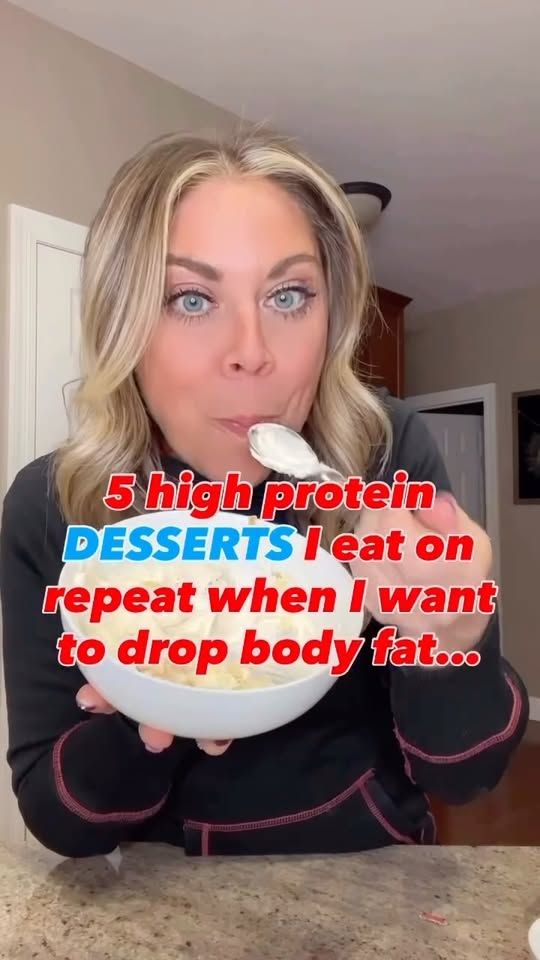 5 high protein
DESSERTS I eat on
repeat when I want
to drop body fat...